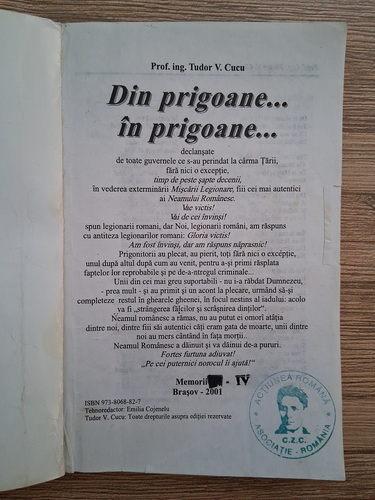 Prof. ing. Tudor V. Cucu
Din prigoane...
în prigoane...
declanșate
de toate guvernele ce s-au perindat la cârma Țării,
fără nici o excepție,
timp de peste șapte decenii,
în vederea exterminării Mișcării Legionare, fiii cei mai autentici
ai Neamului Românesc.
Vae victis!
Vai de cei învinși!
spun legionarii romani, dar Noi, legionarii români, am răspuns
cu antiteza legionarilor romani: Gloria victis!
Am fost învinși, dar am răspuns năprasnic!
Prigonitorii au plecat, au pierit, toți fără nici o excepție,
unul după altul după cum au venit, pentru a-și primi răsplata
faptelor lor reprobabile și pe de-a-ntregul criminale...
Unii din cei mai greu suportabili - nu i-a răbdat Dumnezeu,
- prea mult - și au primit și un acont la plecare, urmând să-și
completeze restul în ghearele gheenei, în focul nestins al iadului: acolo
va fi „strângerea fălcilor și scrâșnirea dinților".
Neamul românesc a rămas, nu au putut ei omorî atâția
dintre noi, dintre fiii săi autentici câți eram gata de moarte, unii dintre
noi au mers cântând în fața morții..
Neamul Românesc a dăinuit și va dăinui de-a pururi.
Fortes furtuna adiuvat!
„Pe cei puternici norocul îi ajută!"
Memorii - IV
Brașov - 2001
ISBN 973-8068-82-7
Tehnoredactor: Emilia Cojmelu
Tudor V. Cucu: Toate drepturile asupra ediției rezervate
ACȚIUNEA ROMÂNĂ
C.Z.C.
ASOCIAȚIE - ROMÂNIA